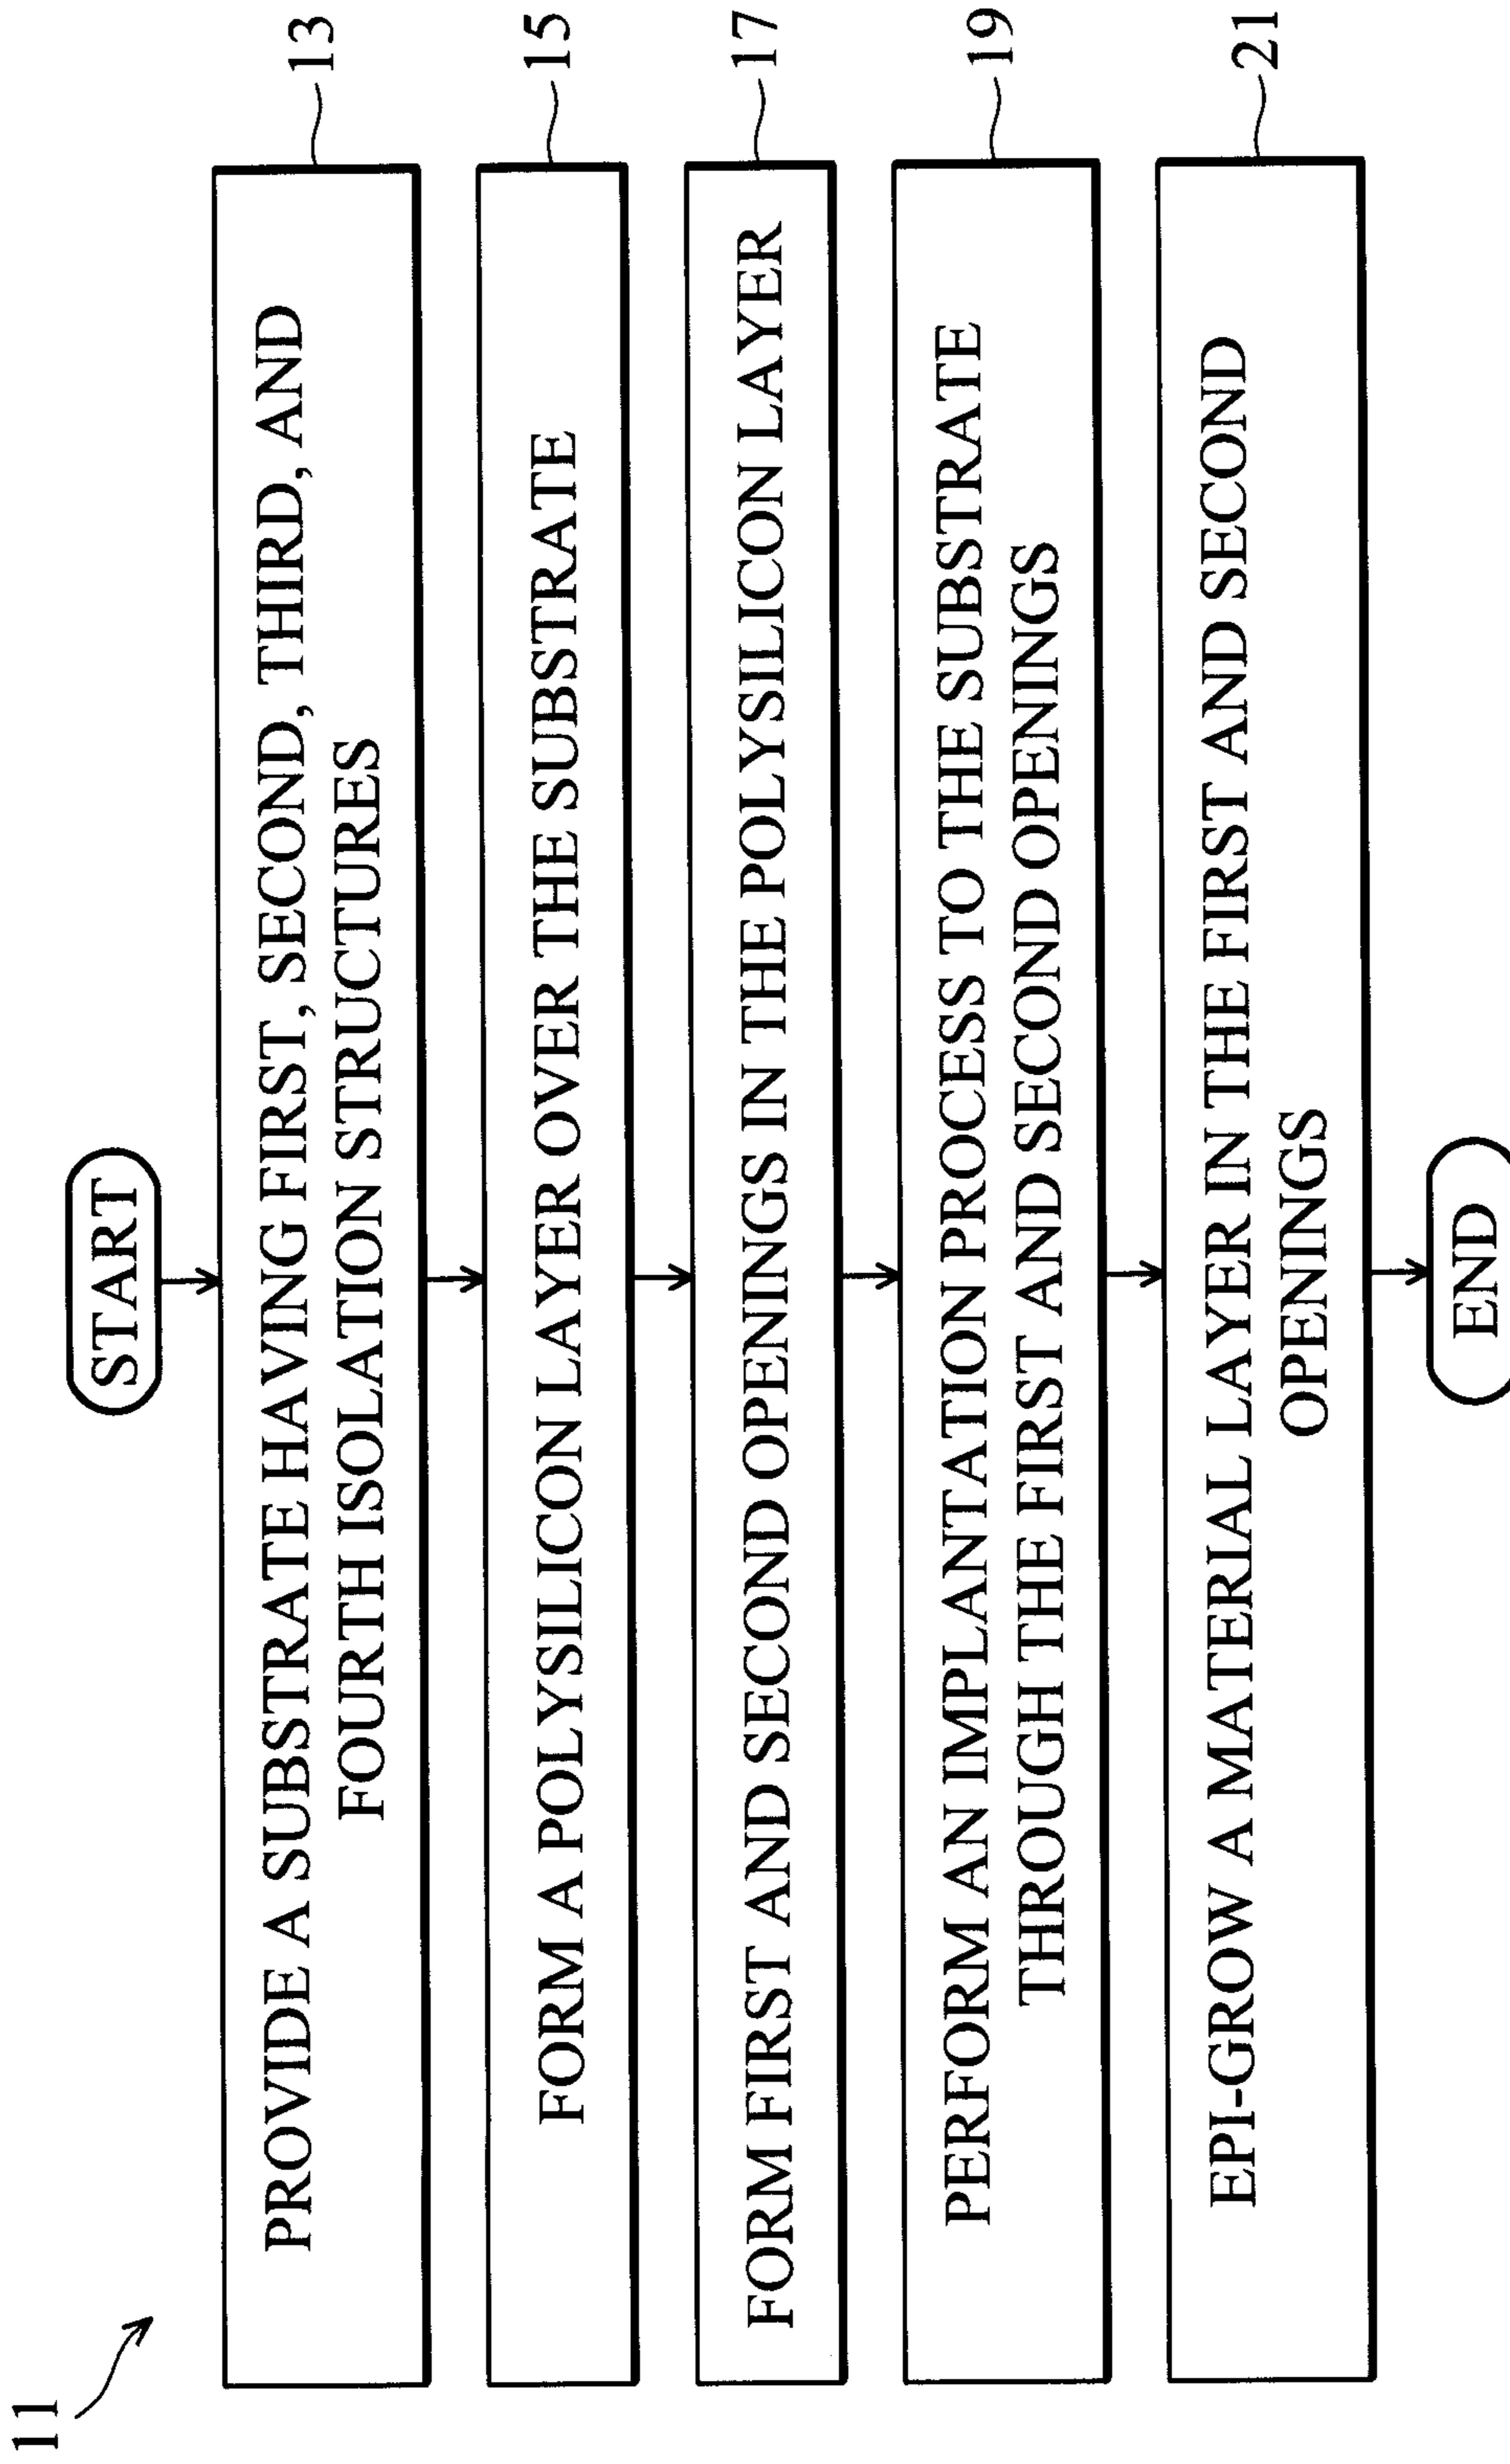 11
START
PROVIDE A SUBSTRATE HAVING FIRST, SECOND, THIRD, AND
FOURTH ISOLATION STRUCTURES
13
FORM A POLYSILICON LAYER OVER THE SUBSTRATE
15
FORM FIRST AND SECOND OPENINGS IN THE POLYSILICON LAYER
17
PERFORM AN IMPLANTATION PROCESS TO THE SUBSTRATE
THROUGH THE FIRST AND SECOND OPENINGS
19
EPI-GROW A MATERIAL LAYER IN THE FIRST AND SECOND
OPENINGS
21
END